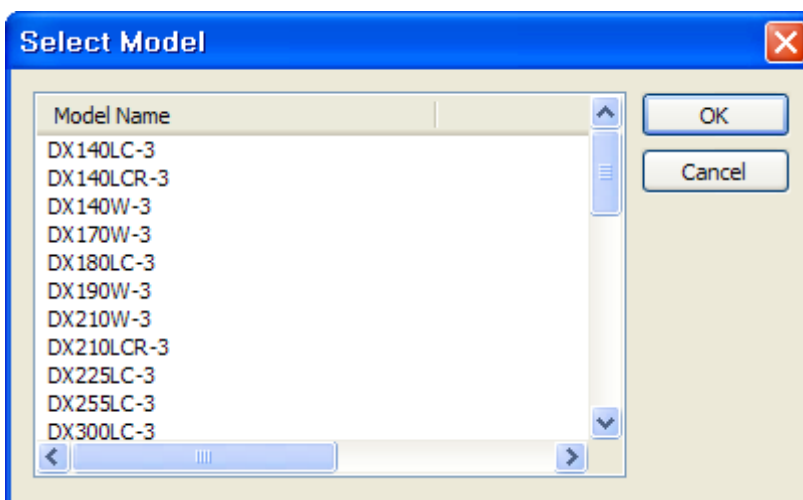 Select Model
Model Name
OK
DX140LC-3
Cancel
DX140LCR-3
DX140W-3
DX170W-3
DX180LC-3
DX190W-3
DX210W-3
DX210LCR-3
DX225LC-3
DX255LC-3
DX300LC-3